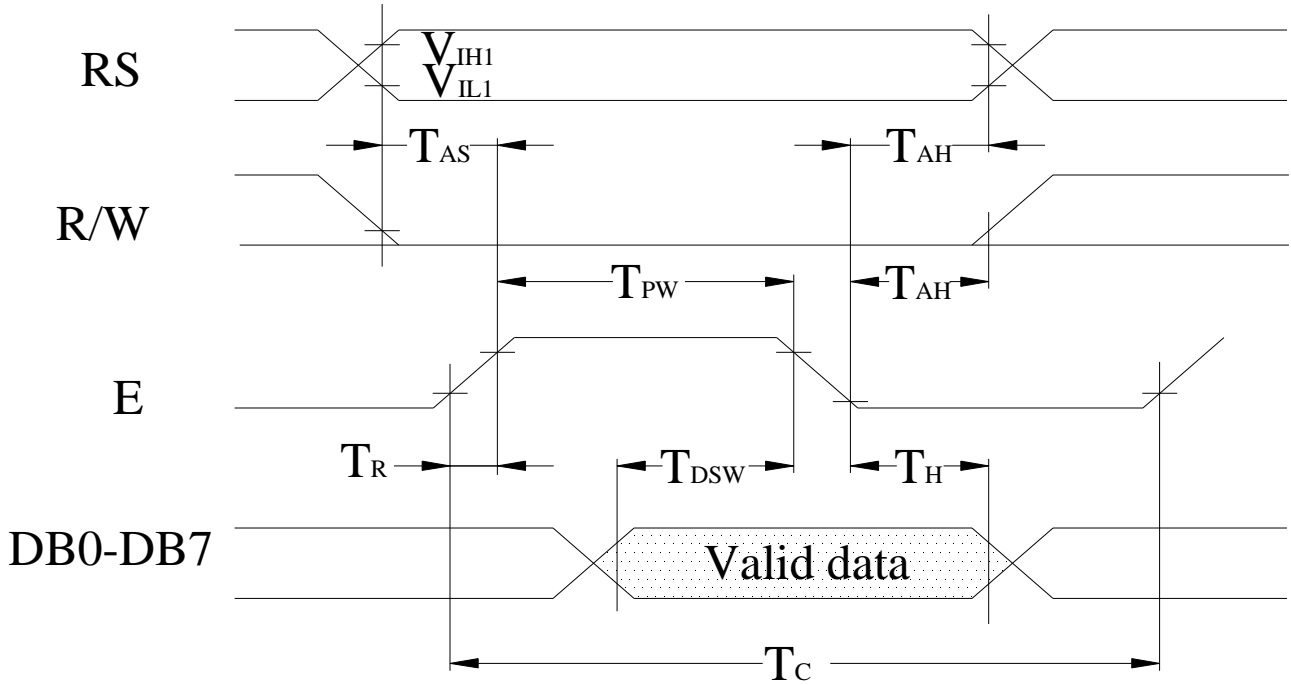 RS
VIH1
VIL1
TAS
TAH
R/W
TPW
TAH
E
TR
TDSW
TH
DB0-DB7
Valid data
TC